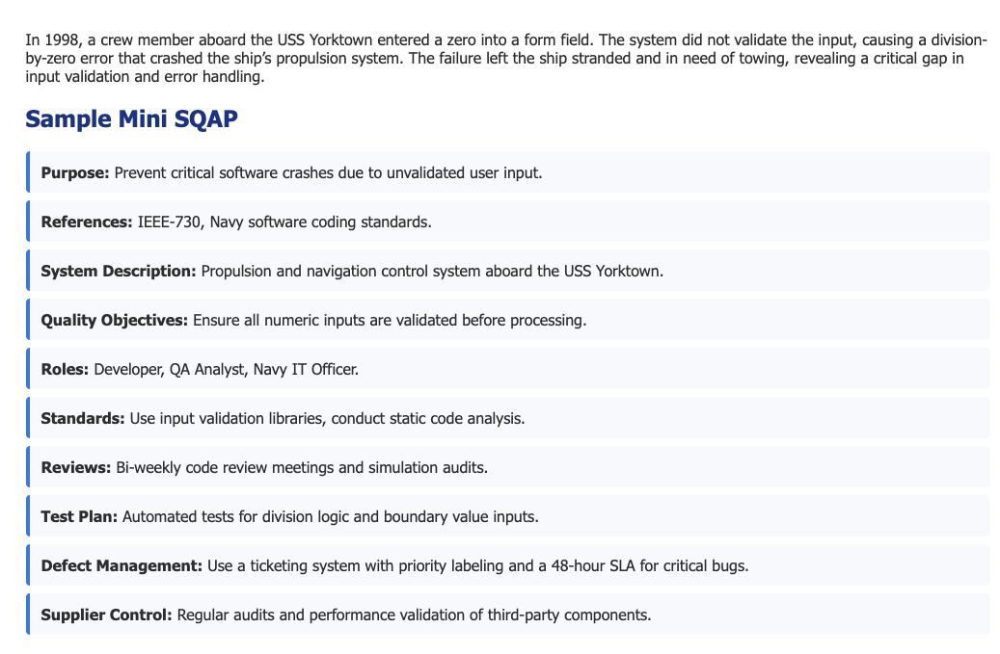 In 1998, a crew member aboard the USS Yorktown entered a zero into a form field. The system did not validate the input, causing a division-
by-zero error that crashed the ship’s propulsion system. The failure left the ship stranded and in need of towing, revealing a critical gap in
input validation and error handling.
Sample Mini SQAP
Purpose: Prevent critical software crashes due to unvalidated user input.
References: IEEE-730, Navy software coding standards.
System Description: Propulsion and navigation control system aboard the USS Yorktown.
Quality Objectives: Ensure all numeric inputs are validated before processing.
Roles: Developer, QA Analyst, Navy IT Officer.
Standards: Use input validation libraries, conduct static code analysis.
Reviews: Bi-weekly code review meetings and simulation audits.
Test Plan: Automated tests for division logic and boundary value inputs.
Defect Management: Use a ticketing system with priority labeling and a 48-hour SLA for critical bugs.
Supplier Control: Regular audits and performance validation of third-party components.